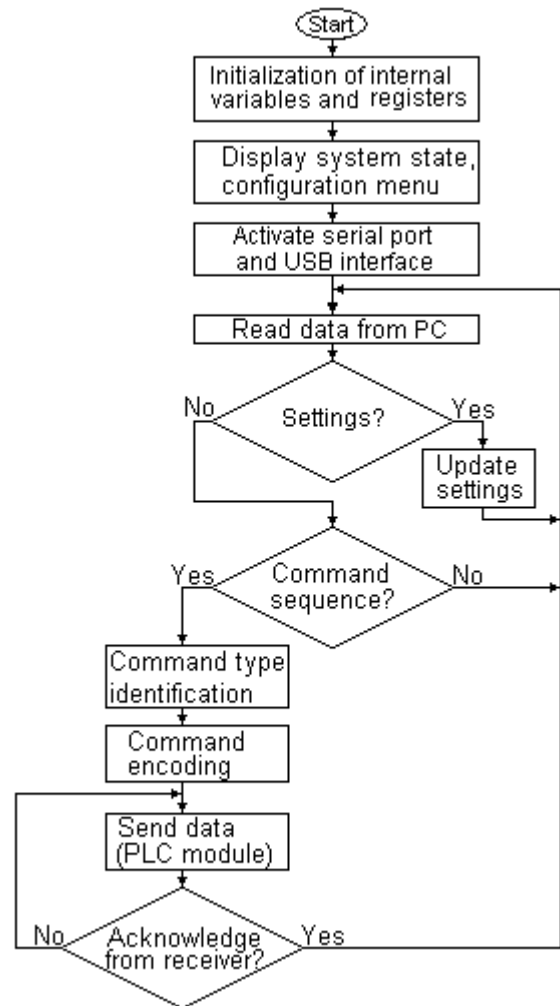 Start
Initialization of internal
variables and registers
Display system state,
configuration menu
Activate serial port
and USB interface
Read data from PC
No
Settings?
Yes
Update
settings
Yes
Command
sequence?
No
Command type
identification
Command
encoding
Send data
(PLC module)
No
Acknowledge
from receiver?
Yes